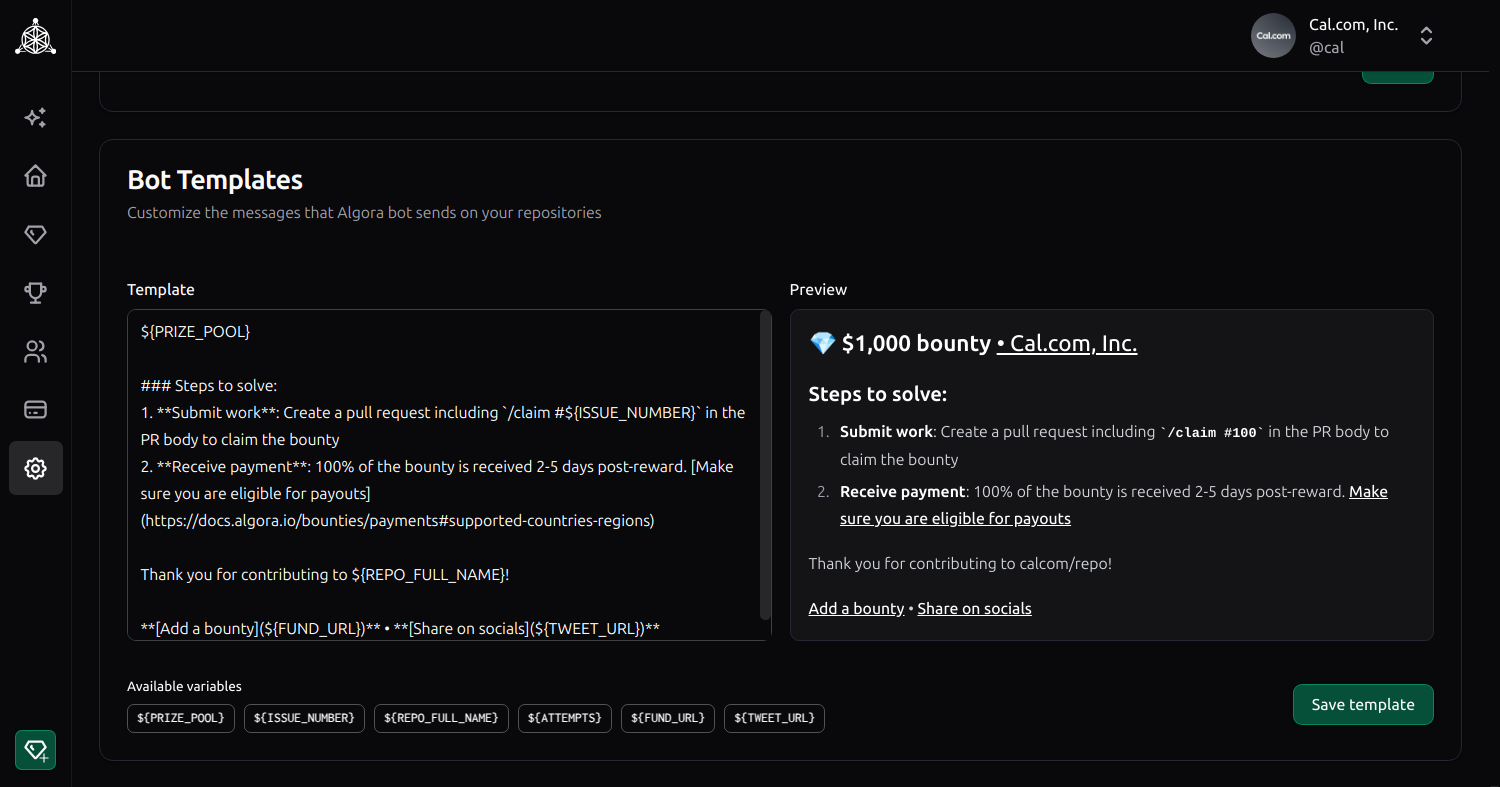 Cal.com
Cal.com, Inc.
@cal
Bot Templates
Customize the messages that Algora bot sends on your repositories
Template
${PRIZE_POOL}
### Steps to solve:
1. **Submit work**: Create a pull request including `/claim #${ISSUE_NUMBER}` in the
PR body to claim the bounty
2. **Receive payment**: 100% of the bounty is received 2-5 days post-reward. [Make
sure you are eligible for payouts]
(https://docs.algora.io/bounties/payments#supported-countries-regions)
Thank you for contributing to ${REPO_FULL_NAME}!
**[Add a bounty](${FUND_URL})** • **[Share on socials](${TWEET_URL})**
Preview
💎 $1,000 bounty • Cal.com, Inc.
Steps to solve:
1. Submit work: Create a pull request including `/claim #100` in the PR body to
claim the bounty
2. Receive payment: 100% of the bounty is received 2-5 days post-reward. Make
sure you are eligible for payouts
Thank you for contributing to calcom/repo!
Add a bounty • Share on socials
Available variables
${PRIZE_POOL} ${ISSUE_NUMBER} ${REPO_FULL_NAME} ${ATTEMPTS} ${FUND_URL} ${TWEET_URL}
Save template